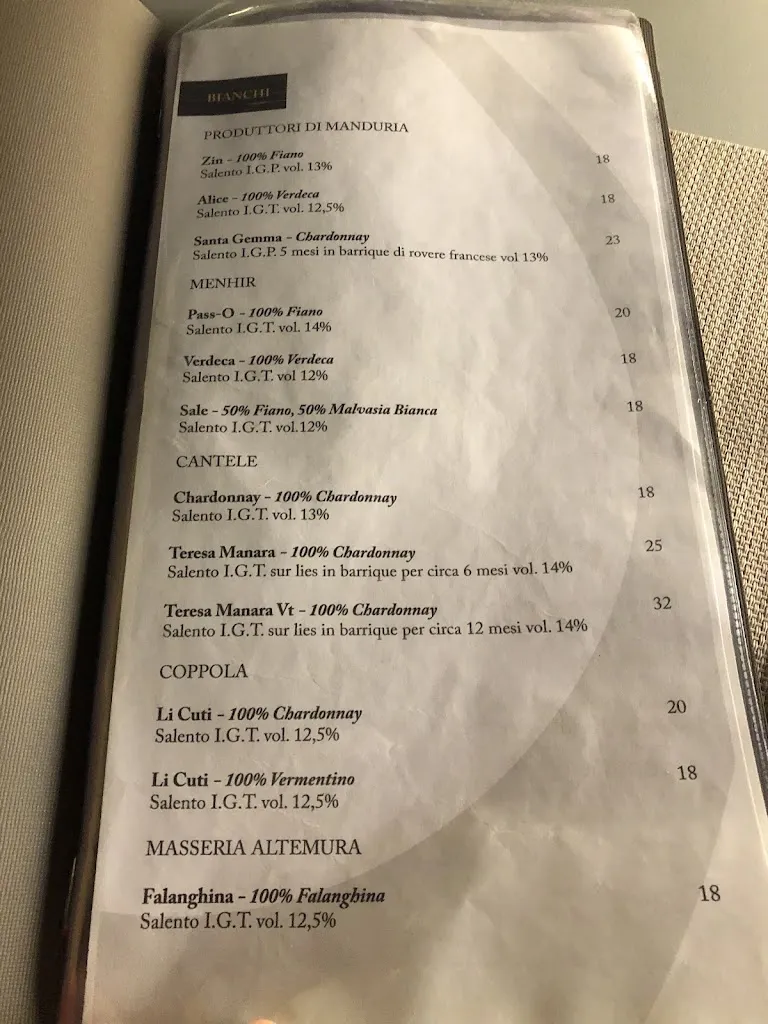 BIANCHI
PRODUTTORI DI MANDURIA
Zin - 100% Fiano 18
Salento I.G.P. vol. 13%
Alice - 100% Verdeca 18
Salento I.G.T. vol. 12,5%
Santa Gemma - Chardonnay 23
Salento I.G.P. 5 mesi in barrique di rovere francese vol 13%
MENHIR
Pass-O - 100% Fiano 20
Salento I.G.T. vol. 14%
Verdeca - 100% Verdeca 18
Salento I.G.T. vol 12%
Sale - 50% Fiano, 50% Malvasia Bianca 18
Salento I.G.T. vol.12%
CANTELE
Chardonnay - 100% Chardonnay 18
Salento I.G.T. vol. 13%
Teresa Manara - 100% Chardonnay 25
Salento I.G.T. sur lies in barrique per circa 6 mesi vol. 14%
Teresa Manara Vt - 100% Chardonnay 32
Salento I.G.T. sur lies in barrique per circa 12 mesi vol. 14%
COPPOLA
Li Cuti - 100% Chardonnay 20
Salento I.G.T. vol. 12,5%
Li Cuti - 100% Vermentino 18
Salento I.G.T. vol. 12,5%
MASSERIA ALTEMURA
Falanghina - 100% Falanghina 18
Salento I.G.T. vol. 12,5%